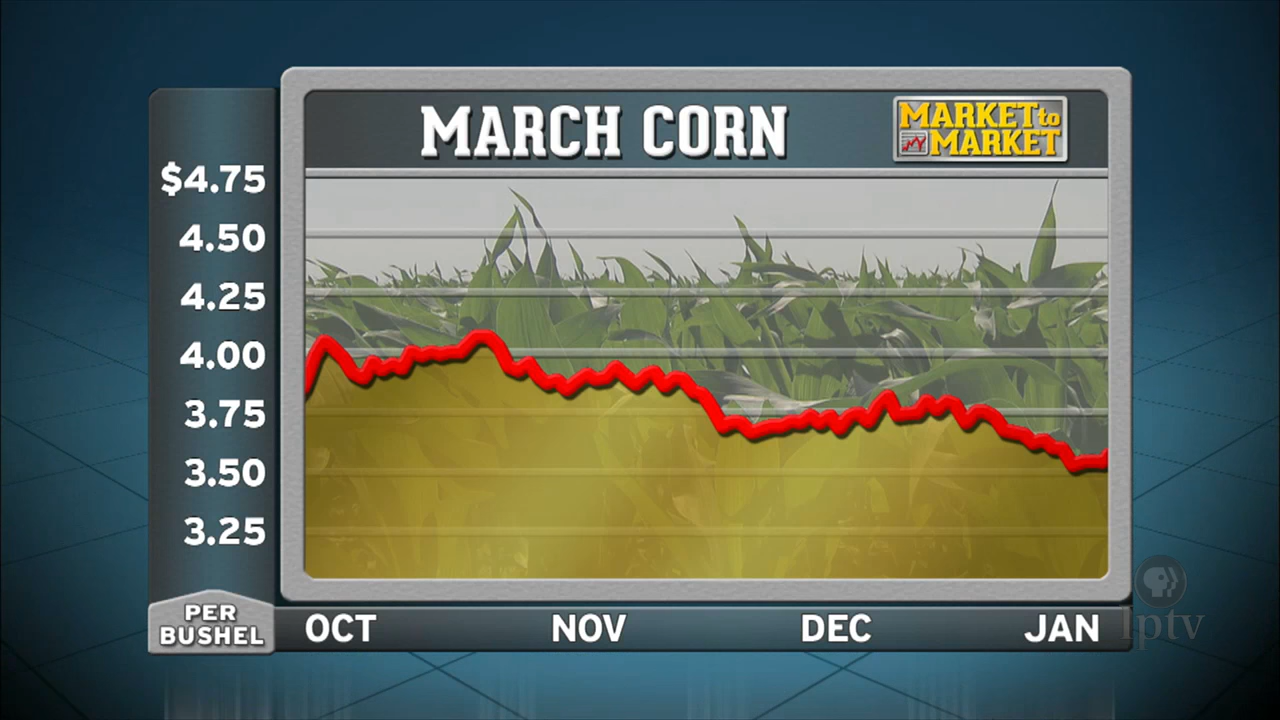 MARCH CORN
MARKET to
MARKET
$4.75
4.50
4.25
4.00
3.75
3.50
3.25
PER
BUSHEL
OCT NOV DEC JAN
iptv